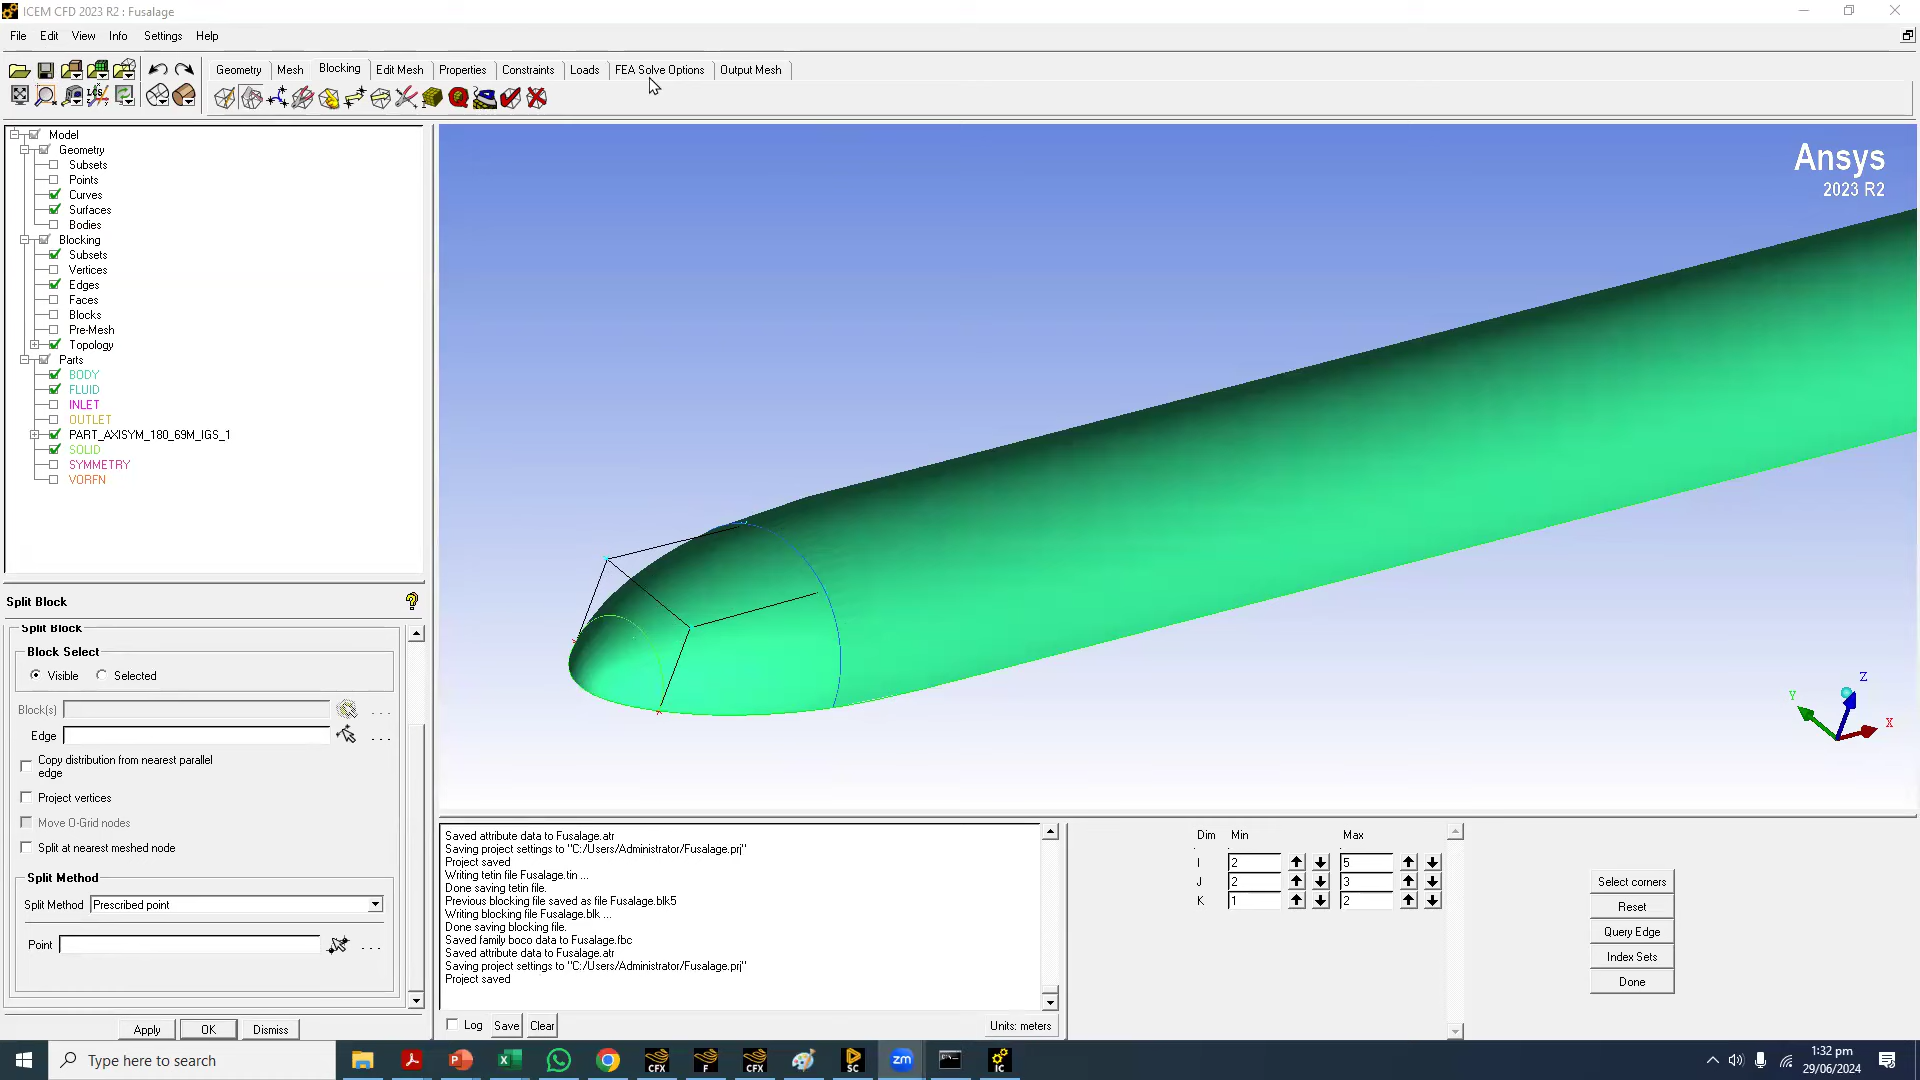 ICEM CFD 2023 R2 : Fusalage
File Edit View Info Settings Help
Geometry Mesh Blocking Edit Mesh Properties Constraints Loads FEA Solve Options Output Mesh
LCS
Model
Geometry
Subsets
Points
Curves
Surfaces
Bodies
Blocking
Subsets
Vertices
Edges
Faces
Blocks
Pre-Mesh
Topology
Parts
BODY
FLUID
INLET
OUTLET
PART_AXISYM_180_69M_IGS_1
SOLID
SYMMETRY
VORFN
Ansys
2023 R2
Z
Y
X
Split Block
Split Block
Block Select
Visible Selected
Block(s)
Edge
Copy distribution from nearest parallel
edge
Project vertices
Move O-Grid nodes
Split at nearest meshed node
Split Method
Split Method Prescribed point
Point
Apply OK Dismiss
Saved attribute data to Fusalage.atr
Saving project settings to "C:/Users/Administrator/Fusalage.prj"
Project saved
Writing tetin file Fusalage.tin ...
Done saving tetin file.
Previous blocking file saved as file Fusalage.blk5
Writing blocking file Fusalage.blk ...
Done saving blocking file.
Saved family boco data to Fusalage.fbc
Saved attribute data to Fusalage.atr
Saving project settings to "C:/Users/Administrator/Fusalage.prj"
Project saved
Log Save Clear Units: meters
Dim Min Max
I 2 5
J 2 3
K 1 2
Select corners
Reset
Query Edge
Index Sets
Done
Type here to search
CFX F CFX SC zm IC
1:32 pm
29/06/2024